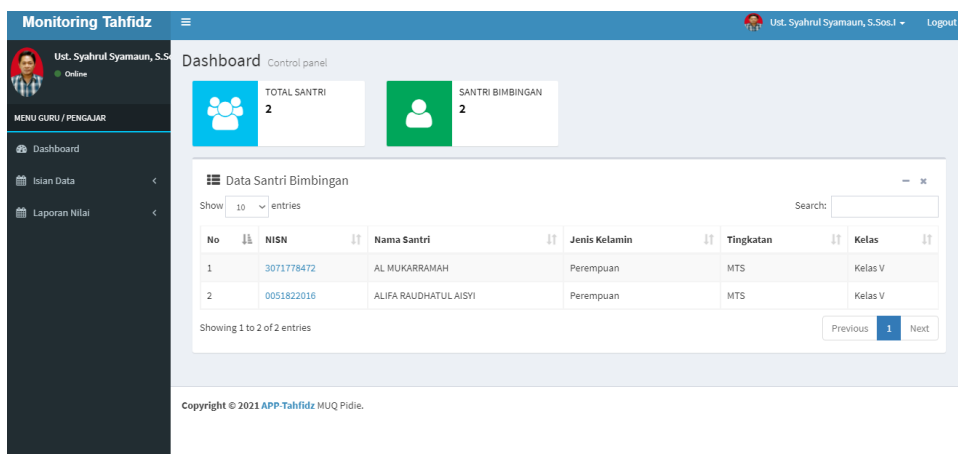 Monitoring Tahfidz
Ust. Syahrul Syamaun, S.Sos.I
Logout
Ust. Syahrul Syamaun, S.So
Online
MENU GURU / PENGAJAR
Dashboard
Isian Data
Laporan Nilai
Dashboard Control panel
TOTAL SANTRI
2
SANTRI BIMBINGAN
2
Data Santri Bimbingan
Show 10 entries
Search:
No NISN Nama Santri Jenis Kelamin Tingkatan Kelas
1 3071778472 AL MUKARRAMAH Perempuan MTS Kelas V
2 0051822016 ALIFA RAUDHATUL AISYI Perempuan MTS Kelas V
Showing 1 to 2 of 2 entries
Previous 1 Next
Copyright © 2021 APP-Tahfidz MUQ Pidie.